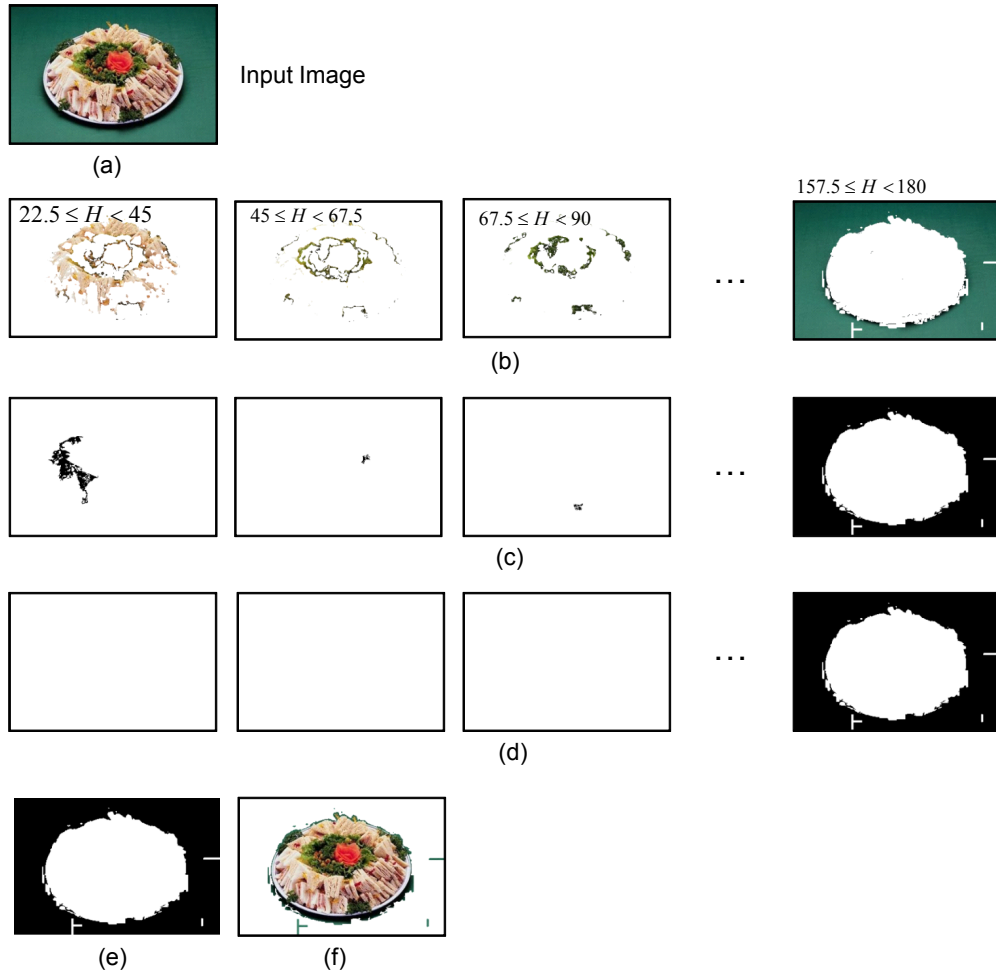 Input Image
(a)
157.5 ≤ H < 180
22.5 ≤ H < 45
45 ≤ H < 67.5
67.5 ≤ H < 90
...
(b)
...
(c)
...
(d)
(e)
(f)